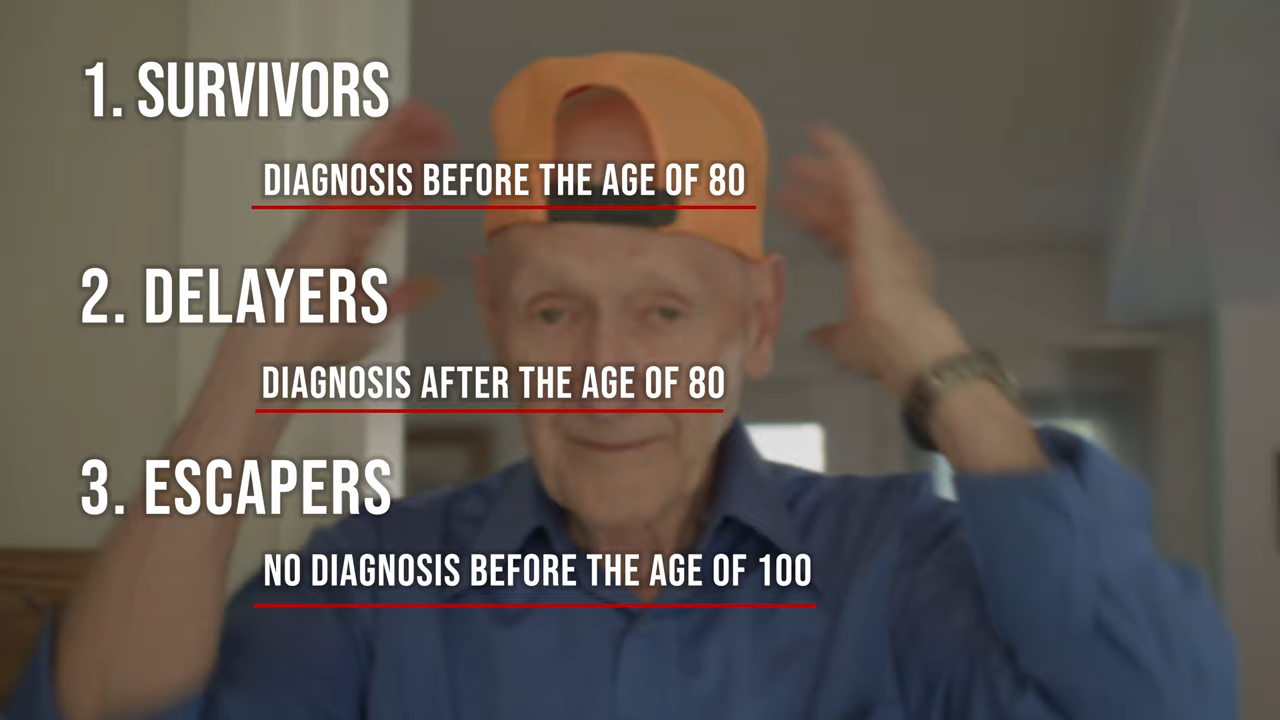 1. SURVIVORS
DIAGNOSIS BEFORE THE AGE OF 80
2. DELAYERS
DIAGNOSIS AFTER THE AGE OF 80
3. ESCAPERS
NO DIAGNOSIS BEFORE THE AGE OF 100